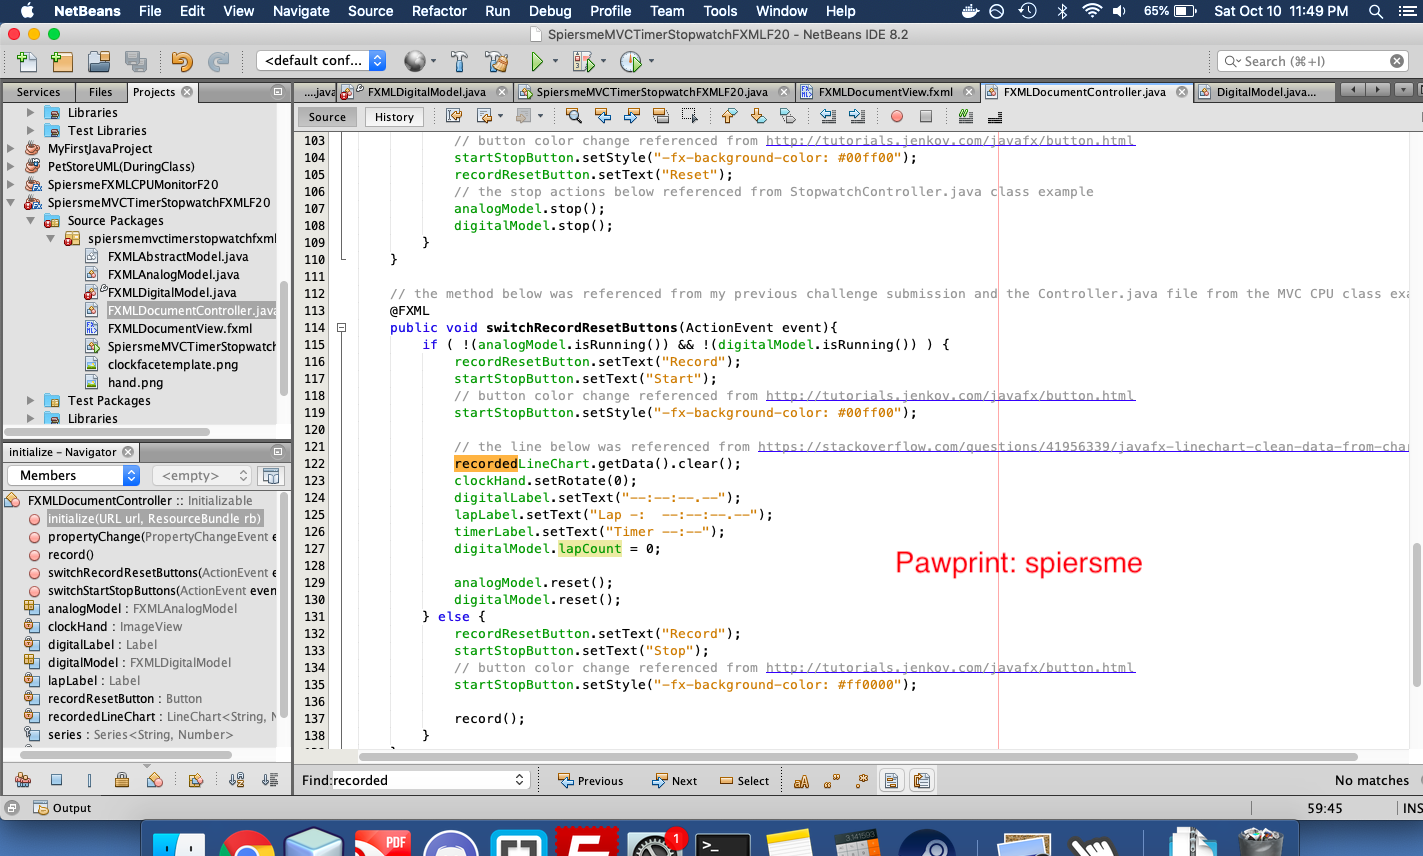 NetBeans File Edit View Navigate Source Refactor Run Debug Profile Team Tools Window Help 65% Sat Oct 10 11:49 PM
SpiersmeMVCTimerStopwatchFXMLF20 - NetBeans IDE 8.2
<default conf...
Search (⌘+I)
Services Files Projects
....java FXMLDigitalModel.java SpiersmeMVCTimerStopwatchFXMLF20.java FXMLDocumentView.fxml FXMLDocumentController.java DigitalModel.java...
Source History
Libraries
Test Libraries
MyFirstJavaProject
PetStoreUML(DuringClass)
SpiersmeFXMLCPUMonitorF20
SpiersmeMVCTimerStopwatchFXMLF20
Source Packages
spiersmemvctimerstopwatchfxml
FXMLAbstractModel.java
FXMLAnalogModel.java
FXMLDigitalModel.java
FXMLDocumentController.java
FXMLDocumentView.fxml
SpiersmeMVCTimerStopwatch
clockfacetemplate.png
hand.png
Test Packages
Libraries
initialize - Navigator
Members <empty>
FXMLDocumentController :: Initializable
initialize(URL url, ResourceBundle rb)
propertyChange(PropertyChangeEvent e
record()
switchRecordResetButtons(ActionEvent e
switchStartStopButtons(ActionEvent even
analogModel : FXMLAnalogModel
clockHand : ImageView
digitalLabel : Label
digitalModel : FXMLDigitalModel
lapLabel : Label
recordResetButton : Button
recordedLineChart : LineChart<String, N
series : Series<String, Number>
103 // button color change referenced from http://tutorials.jenkov.com/javafx/button.html
104 startStopButton.setStyle("-fx-background-color: #00ff00");
105 recordResetButton.setText("Reset");
106 // the stop actions below referenced from StopwatchController.java class example
107 analogModel.stop();
108 digitalModel.stop();
109 }
110 }
111
112 // the method below was referenced from my previous challenge submission and the Controller.java file from the MVC CPU class exa
113 @FXML
114 public void switchRecordResetButtons(ActionEvent event){
115 if ( !(analogModel.isRunning()) && !(digitalModel.isRunning()) ) {
116 recordResetButton.setText("Record");
117 startStopButton.setText("Start");
118 // button color change referenced from http://tutorials.jenkov.com/javafx/button.html
119 startStopButton.setStyle("-fx-background-color: #00ff00");
120
121 // the line below was referenced from https://stackoverflow.com/questions/41956339/javafx-linechart-clean-data-from-char
122 recordedLineChart.getData().clear();
123 clockHand.setRotate(0);
124 digitalLabel.setText("--:--:--.--");
125 lapLabel.setText("Lap -:  --:--:--.--");
126 timerLabel.setText("Timer --:--");
127 digitalModel.lapCount = 0;
128
129 analogModel.reset();
130 digitalModel.reset();
131 } else {
132 recordResetButton.setText("Record");
133 startStopButton.setText("Stop");
134 // button color change referenced from http://tutorials.jenkov.com/javafx/button.html
135 startStopButton.setStyle("-fx-background-color: #ff0000");
136
137 record();
138 }
Pawprint: spiersme
Find: recorded Previous Next Select No matches
Output 59:45 INS
PDF
1